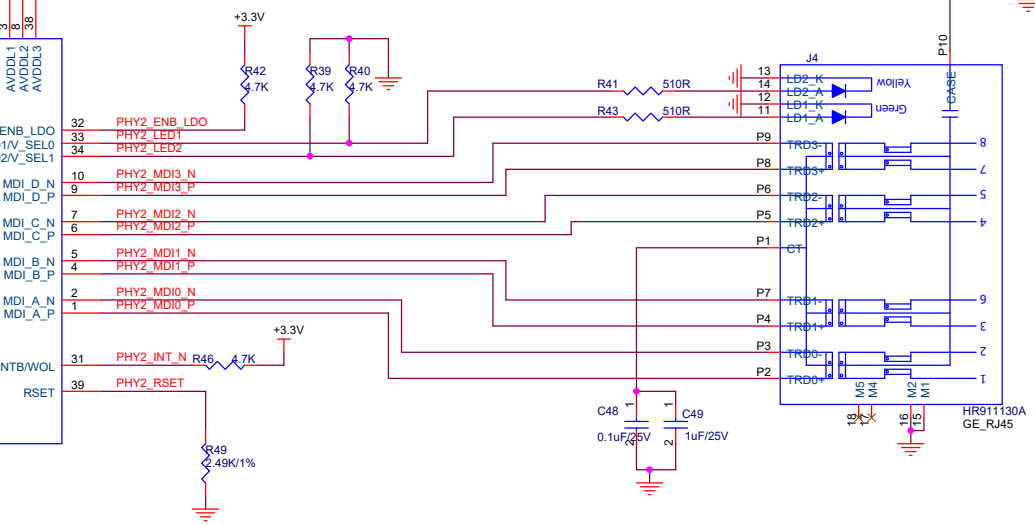 +3.3V
3
8
38
AVDDL1
AVDDL2
AVDDL3
P10
J4
R42
4.7K
R39
4.7K
R40
4.7K
R41 510R
R43 510R
13
14
12
11
LD2_K
LD2_A
LD1_K
LD1_A
Yellow
Green
CASE
ENB_LDO 32 PHY2_ENB_LDO
1/V_SEL0 33 PHY2_LED1
2/V_SEL1 34 PHY2_LED2
MDI_D_N 10 PHY2_MDI3_N
MDI_D_P 9 PHY2_MDI3_P
MDI_C_N 7 PHY2_MDI2_N
MDI_C_P 6 PHY2_MDI2_P
MDI_B_N 5 PHY2_MDI1_N
MDI_B_P 4 PHY2_MDI1_P
MDI_A_N 2 PHY2_MDI0_N
MDI_A_P 1 PHY2_MDI0_P
P9 TRD3- 8
P8 TRD3+ 7
P6 TRD2- 5
P5 TRD2+ 4
P1 CT
P7 TRD1- 6
P4 TRD1+ 3
P3 TRD0- 2
P2 TRD0+ 1
+3.3V
NTB/WOL 31 PHY2_INT_N R46 4.7K
RSET 39 PHY2_RSET
M5
M4
M2
M1
18
17
16
15
HR911130A
GE_RJ45
C48
0.1uF/25V
1
2
C49
1uF/25V
1
2
R49
2.49K/1%